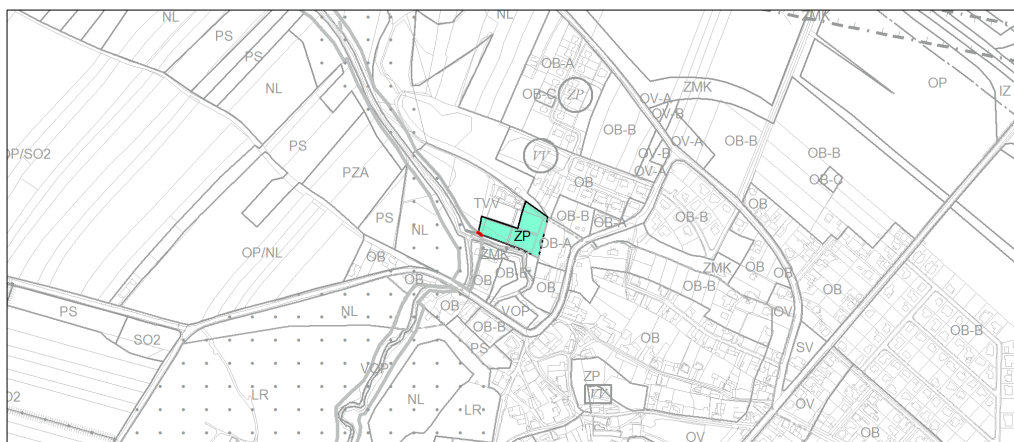 NL
PS
PS
NL
PS
PZA
OP/SO2
OP/NL
PS
NL
OB
OB
PS
SO2
NL
LR
VOP
NL
LR
NL
OB-A
OB-C
ZP
VV
ZMK
OV-A
OV-B
OV-A
OV-B
OV-A
OB-B
OB-B
ZMK
OP
IZ
OB-B
OB-C
OB
TVV
ZP
OB-B
OB-A
OB-A
OB-B
OB
ZMK
OB
OB-B
OB
VOP
OB
OB-B
PS
ZMK
OB
OB
OB-B
OB
OV
OB
OB-B
SV
ZP
OV
OB
OV